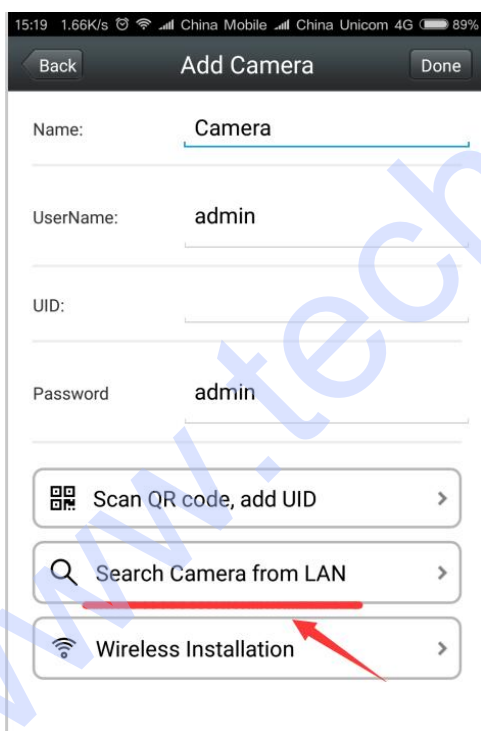 15:19 1.66K/s China Mobile China Unicom 4G 89%
Back Add Camera Done
Name: Camera
UserName: admin
UID:
Password admin
Scan QR code, add UID
Search Camera from LAN
Wireless Installation
www.tech